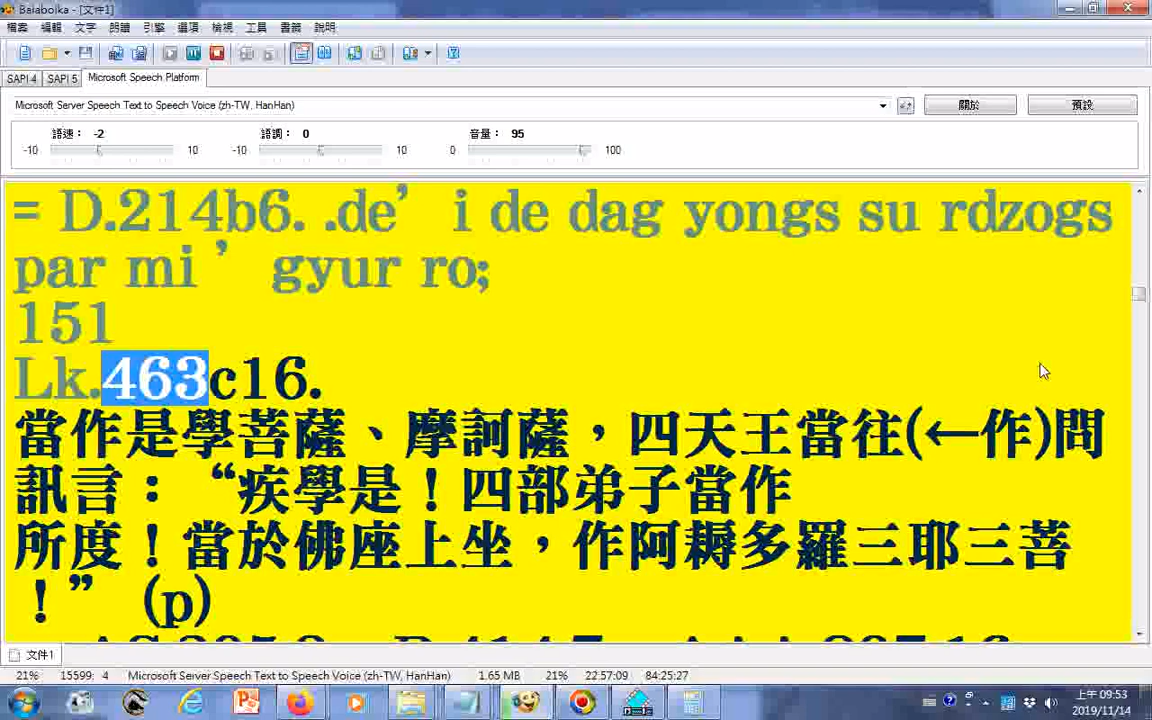 Balabolka - [文件1]
檔案 編輯 文字 朗讀 引擎 選項 檢視 工具 書籤 說明
SAPI 4 SAPI 5 Microsoft Speech Platform
Microsoft Server Speech Text to Speech Voice (zh-TW, HanHan) 關於 預設
語速： -2 語調： 0 音量： 95
-10 10 -10 10 0 100
= D.214b6. .de’ i de dag yongs su rdzogs
par mi ’ gyur ro;
151
Lk.463c16.
當作是學菩薩、摩訶薩，四天王當往(←作)問
訊言：“疾學是！四部弟子當作
所度！當於佛座上坐，作阿耨多羅三耶三菩
！” (p)
文件1
21% 15599: 4 Microsoft Server Speech Text to Speech Voice (zh-TW, HanHan) 1.65 MB 21% 22:57:09 84:25:27
上午 09:53
2019/11/14